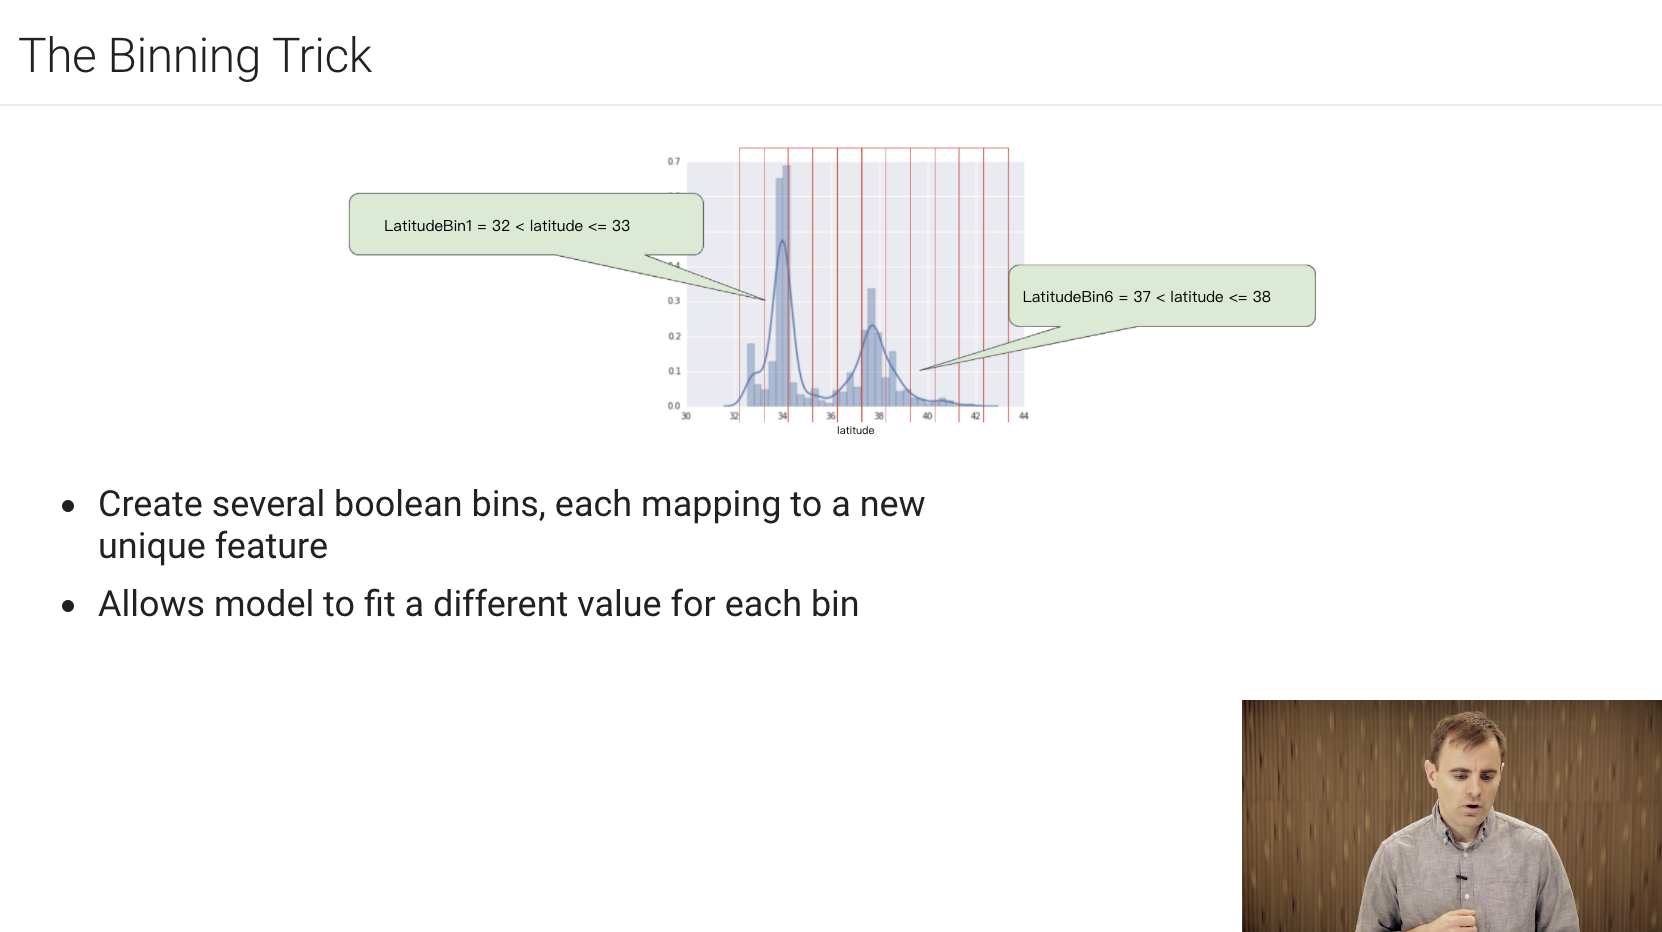 The Binning Trick
0.7
LatitudeBin1 = 32 < latitude <= 33
LatitudeBin6 = 37 < latitude <= 38
0.3
0.2
0.1
0.0
30 32 34 36 38 40 42 44
latitude
● Create several boolean bins, each mapping to a new
unique feature
● Allows model to fit a different value for each bin